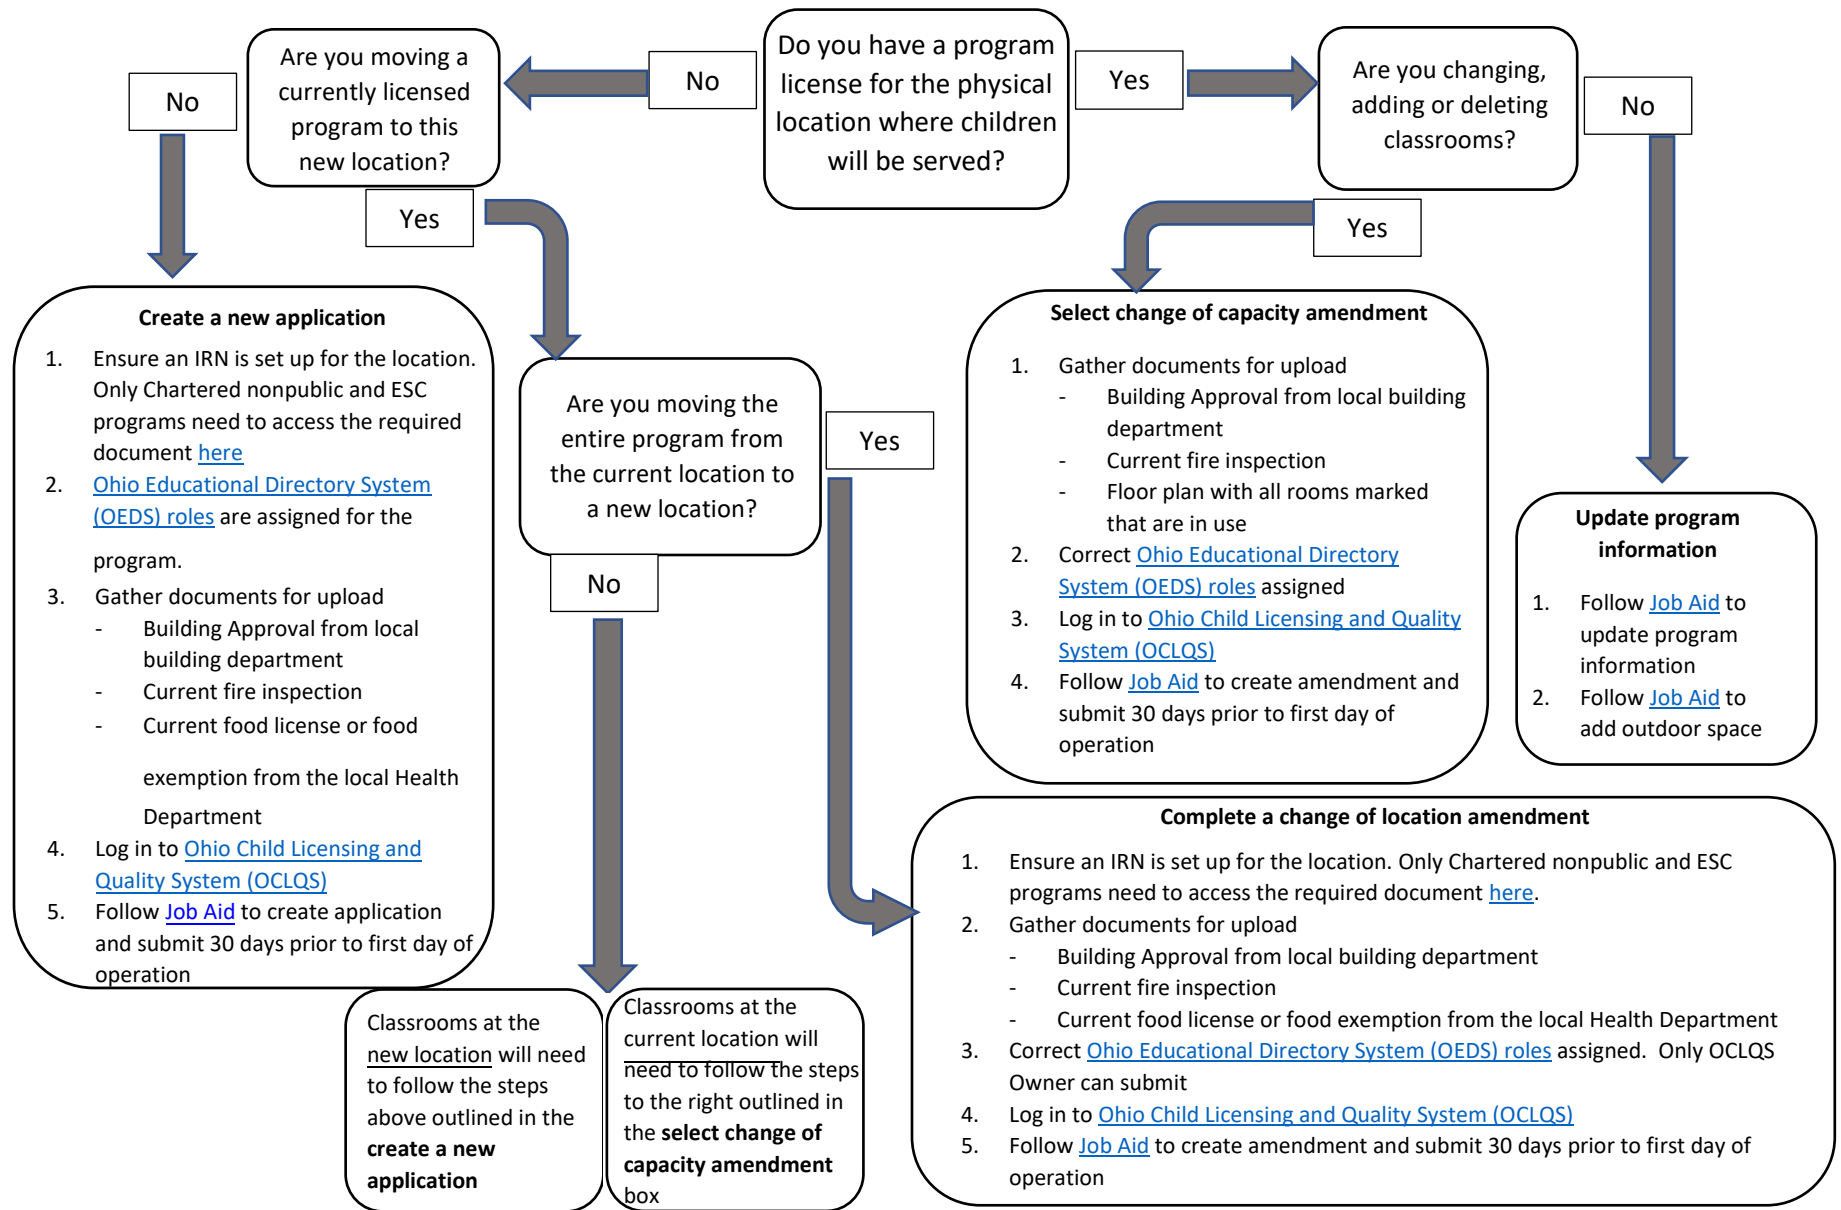 Do you have a program
license for the physical
location where children
will be served?
No
Yes
Are you moving a
currently licensed
program to this
new location?
No
Yes
Are you changing,
adding or deleting
classrooms?
No
Yes
Create a new application
1. Ensure an IRN is set up for the location.
Only Chartered nonpublic and ESC
programs need to access the required
document here
2. Ohio Educational Directory System
(OEDS) roles are assigned for the
program.
3. Gather documents for upload
- Building Approval from local
building department
- Current fire inspection
- Current food license or food
exemption from the local Health
Department
4. Log in to Ohio Child Licensing and
Quality System (OCLQS)
5. Follow Job Aid to create application
and submit 30 days prior to first day of
operation
Are you moving the
entire program from
the current location to
a new location?
Yes
No
Select change of capacity amendment
1. Gather documents for upload
- Building Approval from local building
department
- Current fire inspection
- Floor plan with all rooms marked
that are in use
2. Correct Ohio Educational Directory
System (OEDS) roles assigned
3. Log in to Ohio Child Licensing and Quality
System (OCLQS)
4. Follow Job Aid to create amendment and
submit 30 days prior to first day of
operation
Update program
information
1. Follow Job Aid to
update program
information
2. Follow Job Aid to
add outdoor space
Classrooms at the
new location will need
to follow the steps
above outlined in the
create a new
application
Classrooms at the
current location will
need to follow the steps
to the right outlined in
the select change of
capacity amendment
box
Complete a change of location amendment
1. Ensure an IRN is set up for the location. Only Chartered nonpublic and ESC
programs need to access the required document here.
2. Gather documents for upload
- Building Approval from local building department
- Current fire inspection
- Current food license or food exemption from the local Health Department
3. Correct Ohio Educational Directory System (OEDS) roles assigned. Only OCLQS
Owner can submit
4. Log in to Ohio Child Licensing and Quality System (OCLQS)
5. Follow Job Aid to create amendment and submit 30 days prior to first day of
operation